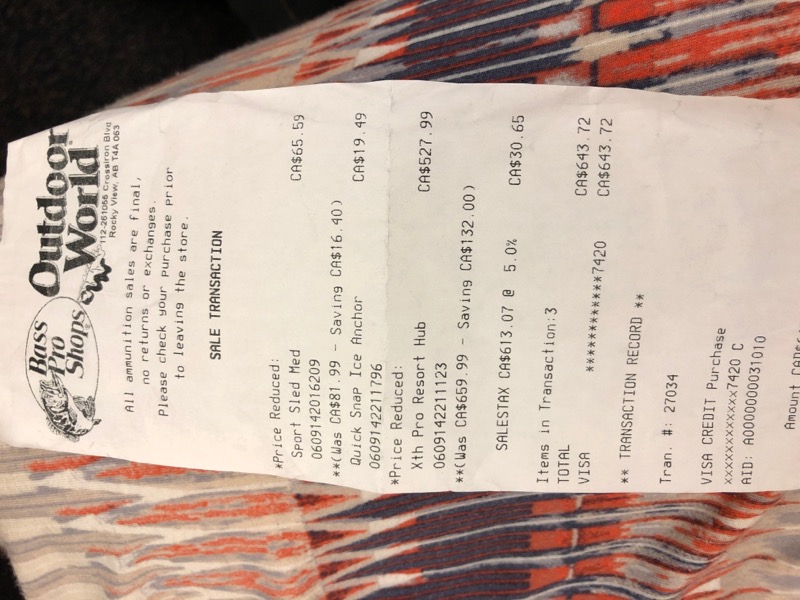 Bass
Pro
Shops
Outdoor
World
112-261055 Crossiron Blvd
Rocky View, AB T4A 0G3
All ammunition sales are final,
no returns or exchanges.
Please check your purchase prior
to leaving the store.
SALE TRANSACTION
*Price Reduced:
Sport Sled Med CA$65.59
0609142016209
**(Was CA$81.99 - Saving CA$16.40)
Quick Snap Ice Anchor CA$19.49
0609142211796
*Price Reduced:
Xth Pro Resort Hub CA$527.99
0609142211123
**(Was CA$659.99 - Saving CA$132.00)
SALESTAX CA$613.07 @ 5.0% CA$30.65
Items in Transaction:3
TOTAL CA$643.72
VISA CA$643.72
************7420
** TRANSACTION RECORD **
Tran. #: 27034
VISA CREDIT Purchase
xxxxxxxxxxxx7420 C
AID: A0000000031010
Amount